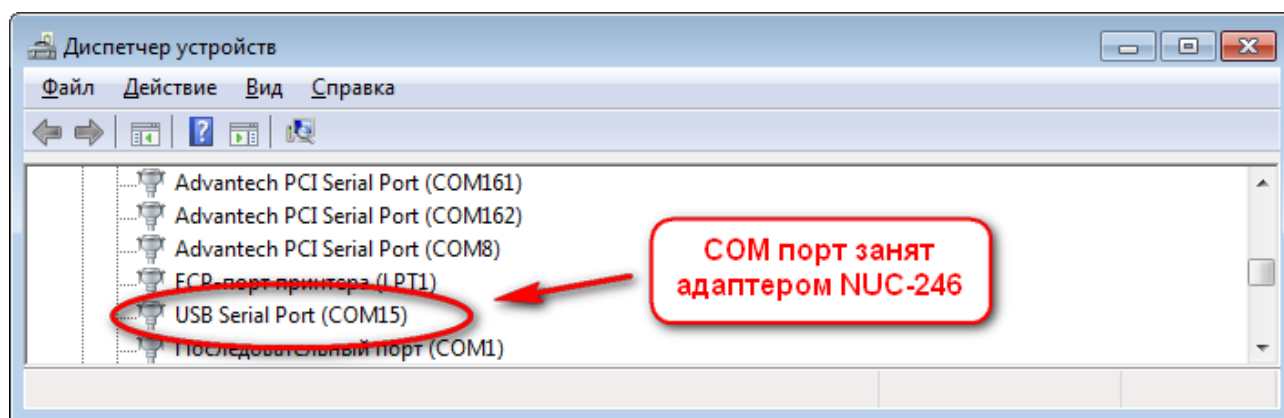 Диспетчер устройств
Файл Действие Вид Справка
Advantech PCI Serial Port (COM161)
Advantech PCI Serial Port (COM162)
Advantech PCI Serial Port (COM8)
ECP-порт принтера (LPT1)
USB Serial Port (COM15)
Последовательный порт (COM1)
COM порт занят
адаптером NUC-246